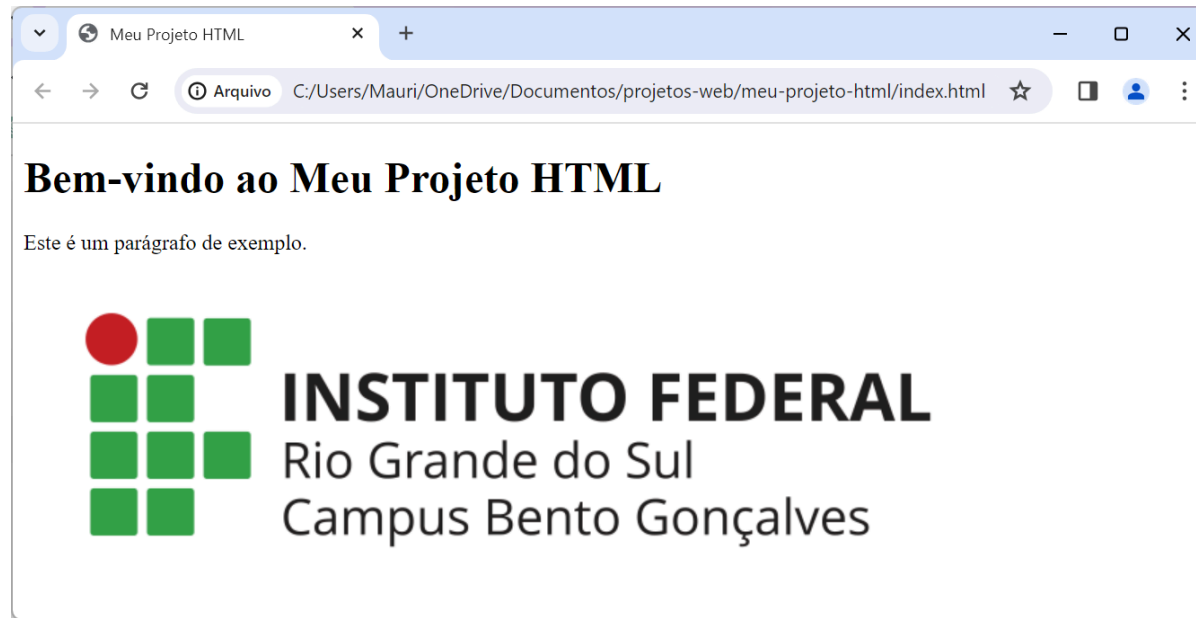 Meu Projeto HTML
Arquivo C:/Users/Mauri/OneDrive/Documentos/projetos-web/meu-projeto-html/index.html
Bem-vindo ao Meu Projeto HTML
Este é um parágrafo de exemplo.
INSTITUTO FEDERAL
Rio Grande do Sul
Campus Bento Gonçalves